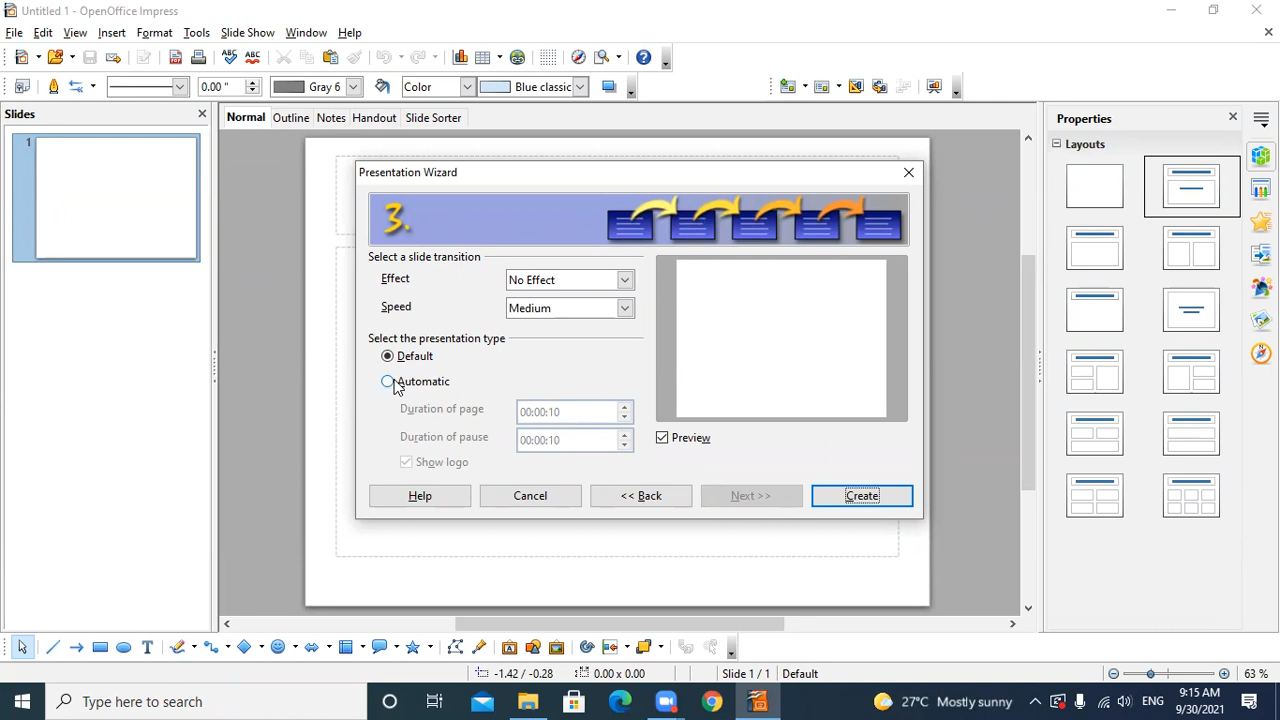 Untitled 1 - OpenOffice Impress
File Edit View Insert Format Tools Slide Show Window Help
0.00 " Gray 6 Color Blue classic
Slides
Normal Outline Notes Handout Slide Sorter
Properties
Layouts
1
Presentation Wizard
3.
Select a slide transition
Effect No Effect
Speed Medium
Select the presentation type
Default
Automatic
Duration of page 00:00:10
Duration of pause 00:00:10
Show logo
Preview
Help Cancel << Back Next >> Create
-1.42 / -0.28 0.00 x 0.00 Slide 1 / 1 Default 63 %
Type here to search
27°C Mostly sunny ENG 9:15 AM
9/30/2021